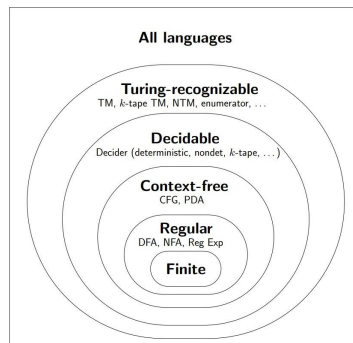 All languages
Turing-recognizable
TM, k-tape TM, NTM, enumerator, ...
Decidable
Decider (deterministic, nondet, k-tape, ...)
Context-free
CFG, PDA
Regular
DFA, NFA, Reg Exp
Finite